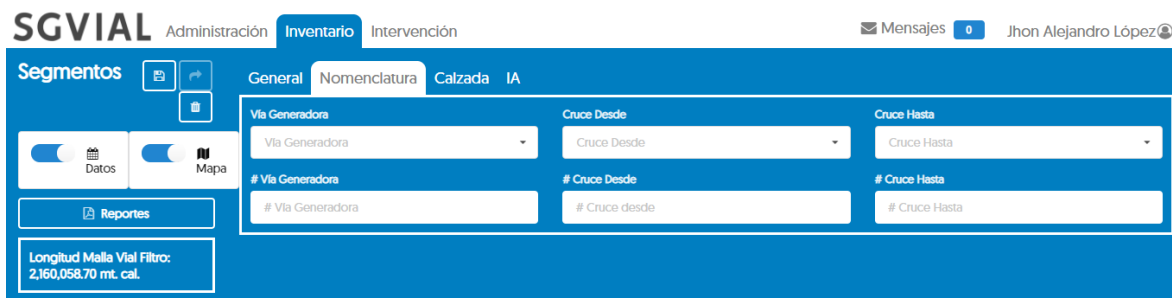 SGVIAL Administración Inventario Intervención Mensajes 0 Jhon Alejandro López
Segmentos
General Nomenclatura Calzada IA
Vía Generadora Cruce Desde Cruce Hasta
Vía Generadora Cruce Desde Cruce Hasta
Datos Mapa
# Vía Generadora # Cruce Desde # Cruce Hasta
# Vía Generadora # Cruce desde # Cruce Hasta
Reportes
Longitud Malla Vial Filtro:
2,160,058.70 mt. cal.